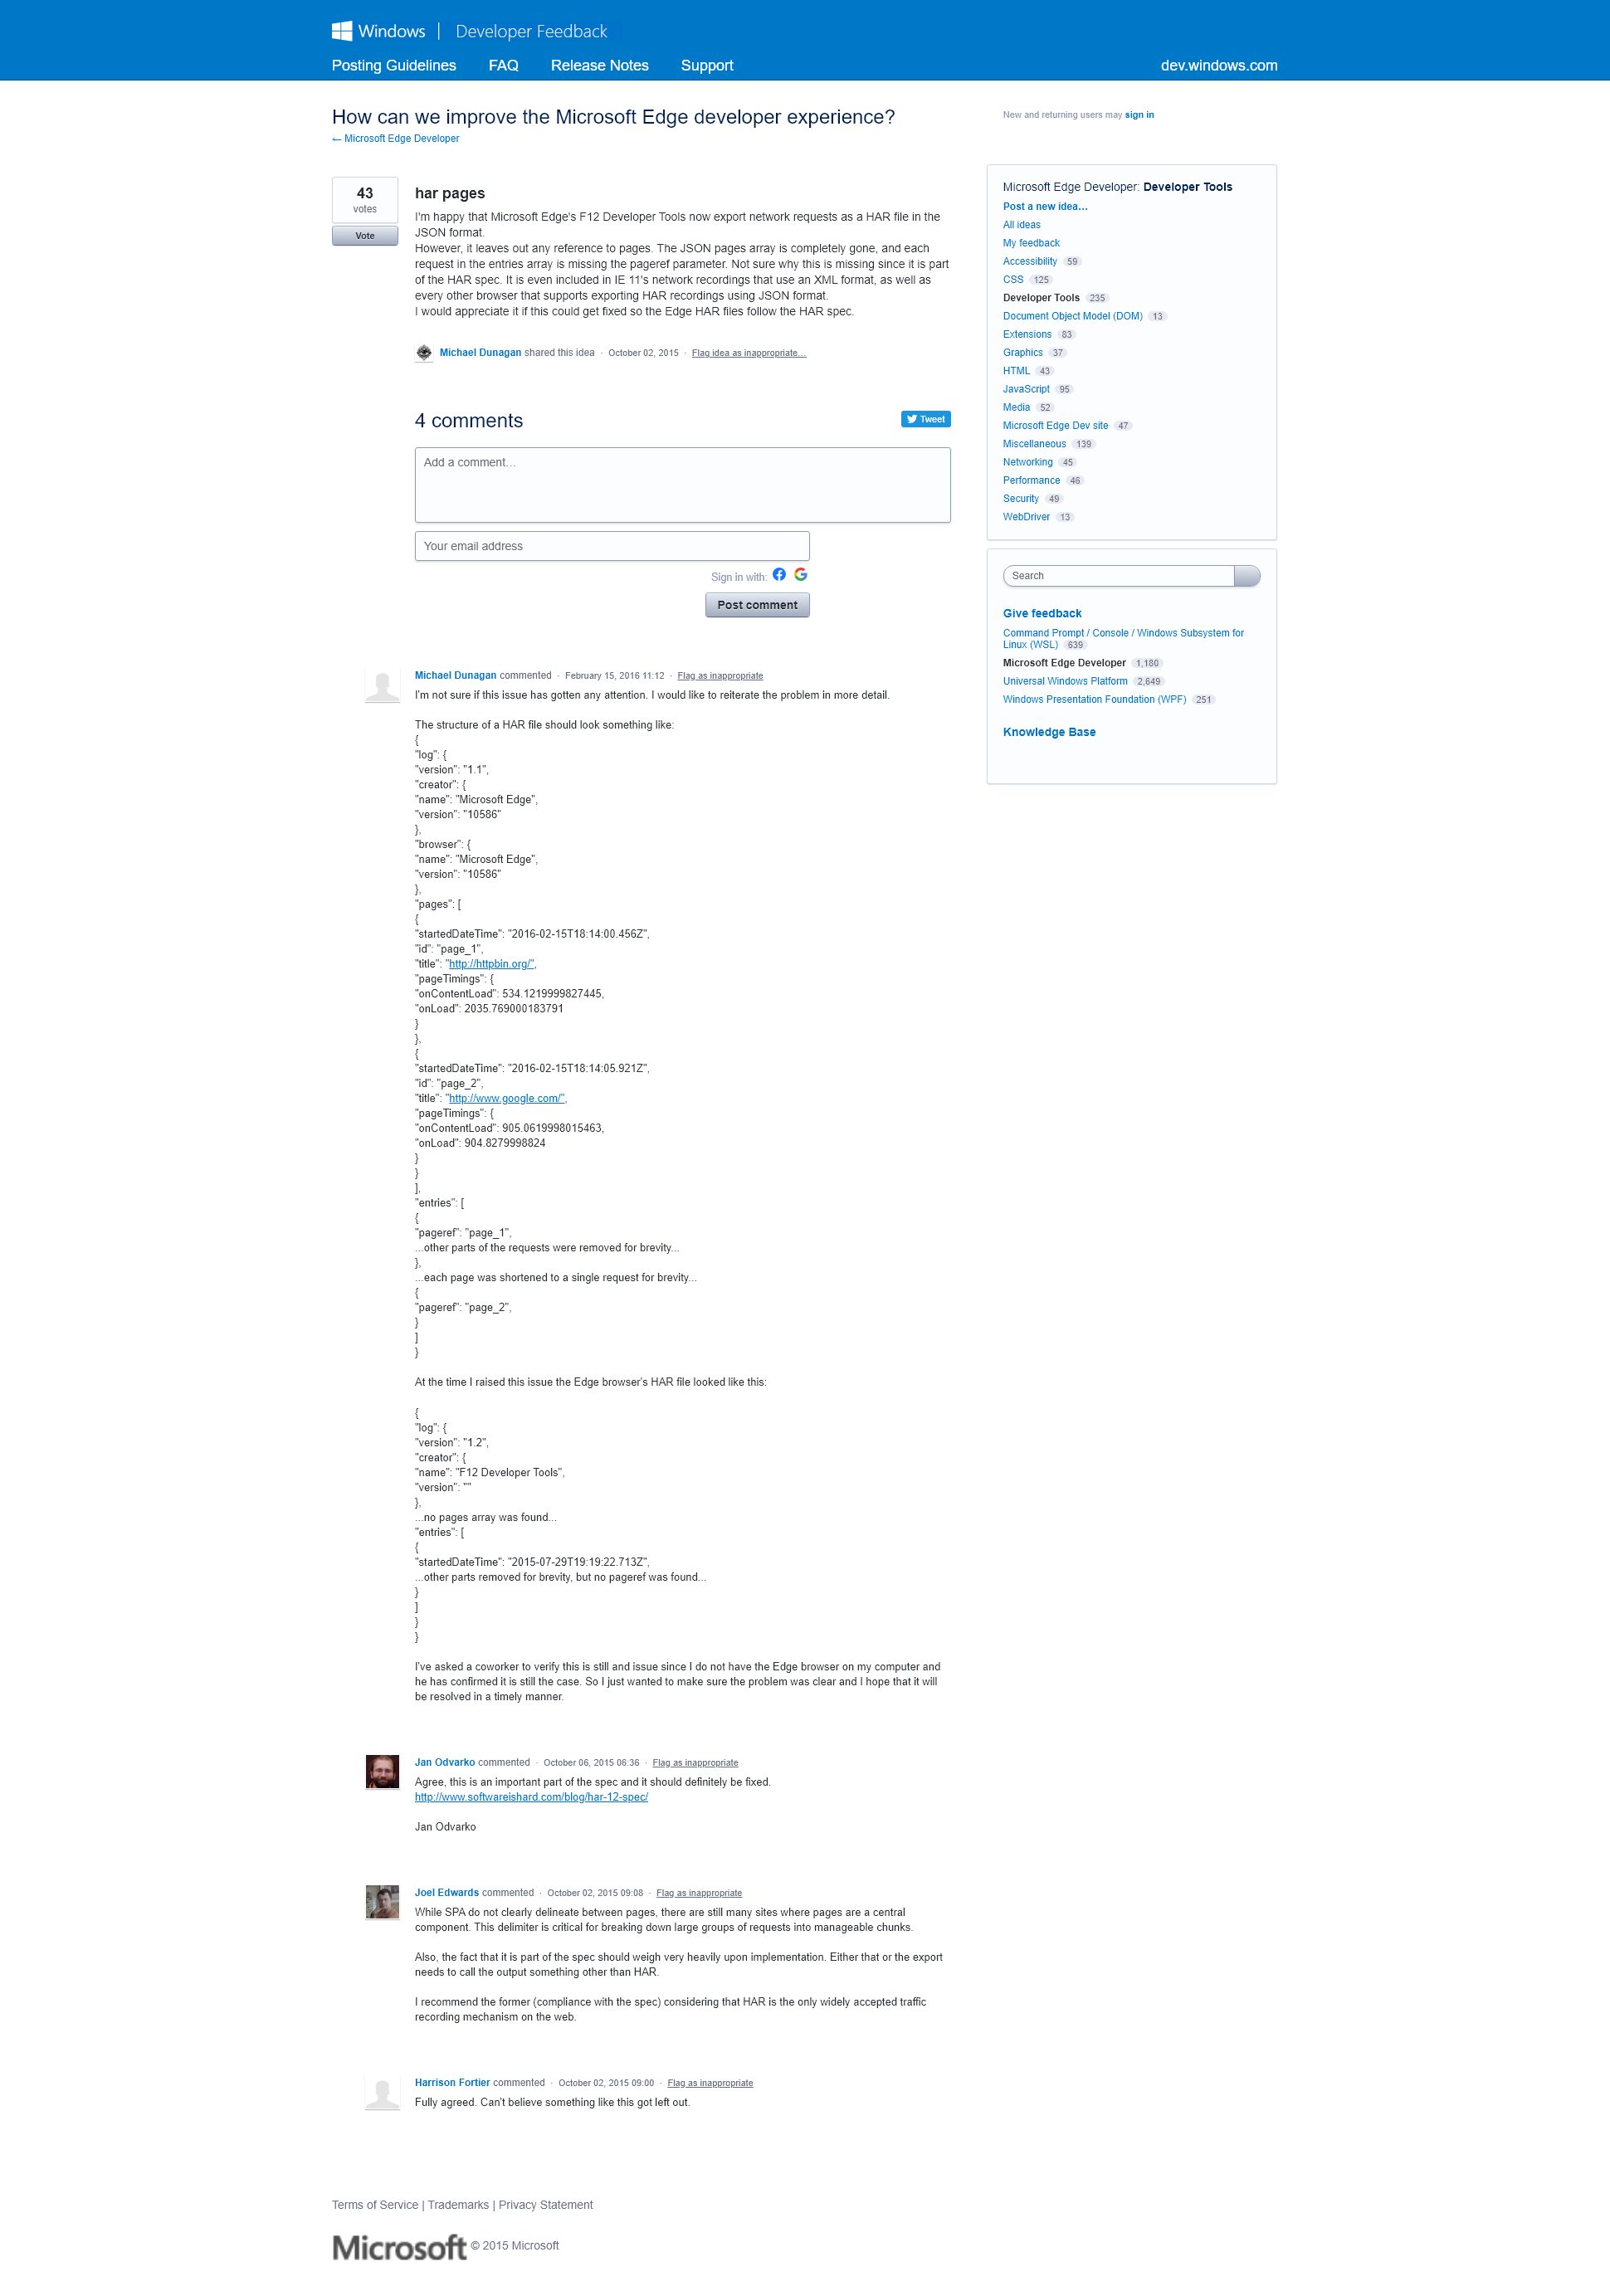 Windows | Developer Feedback
Posting Guidelines FAQ Release Notes Support dev.windows.com
How can we improve the Microsoft Edge developer experience?
← Microsoft Edge Developer
New and returning users may sign in
43
votes
Vote
har pages
I'm happy that Microsoft Edge's F12 Developer Tools now export network requests as a HAR file in the
JSON format.
However, it leaves out any reference to pages. The JSON pages array is completely gone, and each
request in the entries array is missing the pageref parameter. Not sure why this is missing since it is part
of the HAR spec. It is even included in IE 11's network recordings that use an XML format, as well as
every other browser that supports exporting HAR recordings using JSON format.
I would appreciate it if this could get fixed so the Edge HAR files follow the HAR spec.
Michael Dunagan shared this idea · October 02, 2015 · Flag idea as inappropriate…
4 comments
Tweet
Add a comment…
Your email address
Sign in with:
Post comment
Michael Dunagan commented · February 15, 2016 11:12 · Flag as inappropriate
I'm not sure if this issue has gotten any attention. I would like to reiterate the problem in more detail.
The structure of a HAR file should look something like:
{
"log": {
"version": "1.1",
"creator": {
"name": "Microsoft Edge",
"version": "10586"
},
"browser": {
"name": "Microsoft Edge",
"version": "10586"
},
"pages": [
{
"startedDateTime": "2016-02-15T18:14:00.456Z",
"id": "page_1",
"title": "http://httpbin.org/",
"pageTimings": {
"onContentLoad": 534.1219999827445,
"onLoad": 2035.769000183791
}
},
{
"startedDateTime": "2016-02-15T18:14:05.921Z",
"id": "page_2",
"title": "http://www.google.com/",
"pageTimings": {
"onContentLoad": 905.0619998015463,
"onLoad": 904.8279998824
}
}
],
"entries": [
{
"pageref": "page_1",
...other parts of the requests were removed for brevity...
},
...each page was shortened to a single request for brevity...
{
"pageref": "page_2",
}
]
}
At the time I raised this issue the Edge browser's HAR file looked like this:
{
"log": {
"version": "1.2",
"creator": {
"name": "F12 Developer Tools",
"version": ""
},
...no pages array was found...
"entries": [
{
"startedDateTime": "2015-07-29T19:19:22.713Z",
...other parts removed for brevity, but no pageref was found...
}
]
}
}
I've asked a coworker to verify this is still and issue since I do not have the Edge browser on my computer and
he has confirmed it is still the case. So I just wanted to make sure the problem was clear and I hope that it will
be resolved in a timely manner.
Jan Odvarko commented · October 06, 2015 06:36 · Flag as inappropriate
Agree, this is an important part of the spec and it should definitely be fixed.
http://www.softwareishard.com/blog/har-12-spec/
Jan Odvarko
Joel Edwards commented · October 02, 2015 09:08 · Flag as inappropriate
While SPA do not clearly delineate between pages, there are still many sites where pages are a central
component. This delimiter is critical for breaking down large groups of requests into manageable chunks.
Also, the fact that it is part of the spec should weigh very heavily upon implementation. Either that or the export
needs to call the output something other than HAR.
I recommend the former (compliance with the spec) considering that HAR is the only widely accepted traffic
recording mechanism on the web.
Harrison Fortier commented · October 02, 2015 09:00 · Flag as inappropriate
Fully agreed. Can't believe something like this got left out.
Microsoft Edge Developer: Developer Tools
Post a new idea…
All ideas
My feedback
Accessibility 59
CSS 125
Developer Tools 235
Document Object Model (DOM) 13
Extensions 83
Graphics 37
HTML 43
JavaScript 95
Media 52
Microsoft Edge Dev site 47
Miscellaneous 139
Networking 45
Performance 46
Security 49
WebDriver 13
Search
Give feedback
Command Prompt / Console / Windows Subsystem for
Linux (WSL) 639
Microsoft Edge Developer 1,180
Universal Windows Platform 2,649
Windows Presentation Foundation (WPF) 251
Knowledge Base
Terms of Service | Trademarks | Privacy Statement
Microsoft © 2015 Microsoft